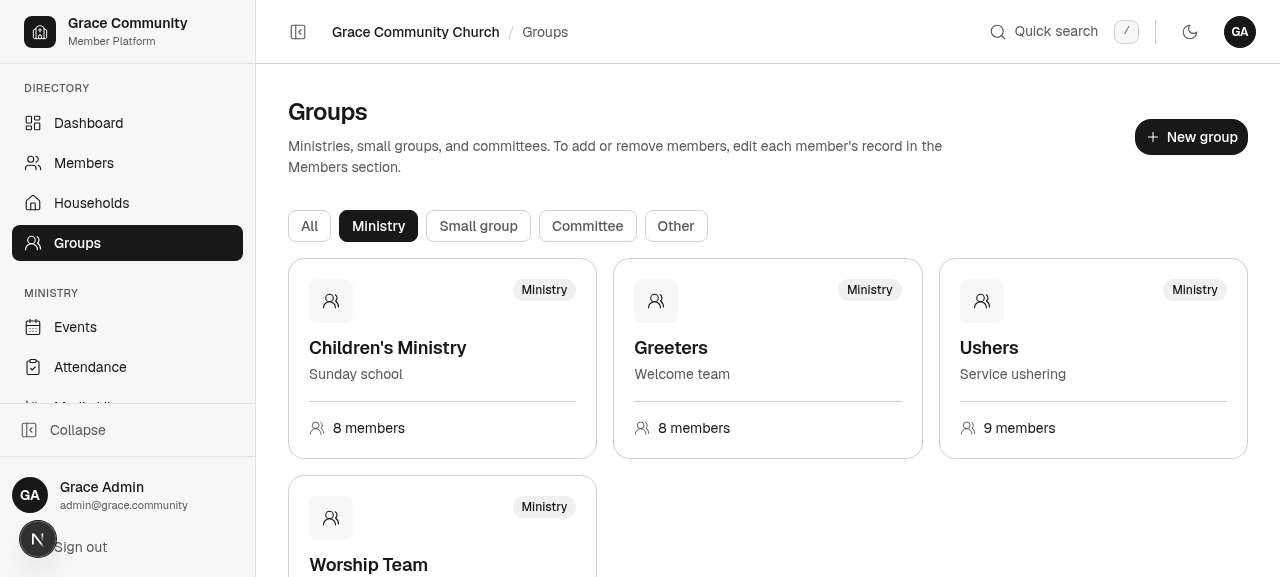 Grace Community
Member Platform
DIRECTORY
Dashboard
Members
Households
Groups
MINISTRY
Events
Attendance
Collapse
GA
Grace Admin
admin@grace.community
N
Sign out
Grace Community Church / Groups
Quick search /
GA
Groups
Ministries, small groups, and committees. To add or remove members, edit each member's record in the
Members section.
New group
All
Ministry
Small group
Committee
Other
Ministry
Children's Ministry
Sunday school
8 members
Ministry
Greeters
Welcome team
8 members
Ministry
Ushers
Service ushering
9 members
Ministry
Worship Team